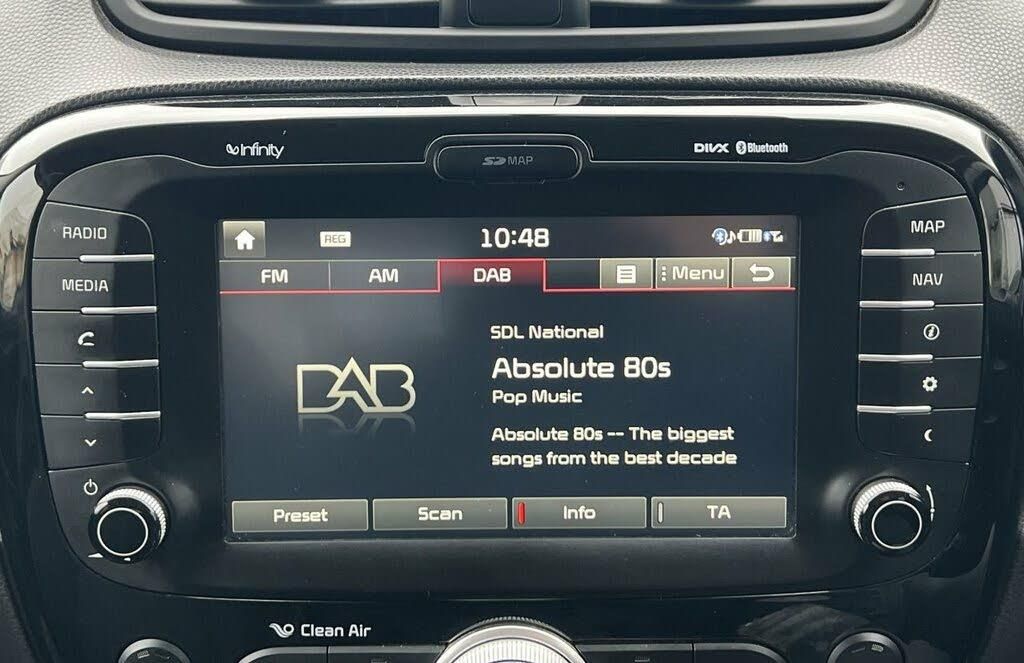 Infinity
SD MAP
DIVX Bluetooth
RADIO
MEDIA
MAP
NAV
REG
10:48
FM
AM
DAB
Menu
DAB
SDL National
Absolute 80s
Pop Music
Absolute 80s -- The biggest
songs from the best decade
Preset
Scan
Info
TA
Clean Air